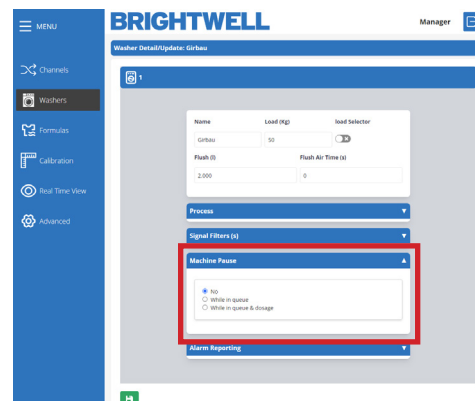 MENU
BRIGHTWELL
Manager
Washer Detail/Update: Girbau
Channels
1
Washers
Formulas
Name Load (Kg) load Selector
Girbau 50
Calibration
Flush (l) Flush Air Time (s)
2.000 0
Real Time View
Process
Advanced
Signal Filters (s)
Machine Pause
No
While in queue
While in queue & dosage
Alarm Reporting